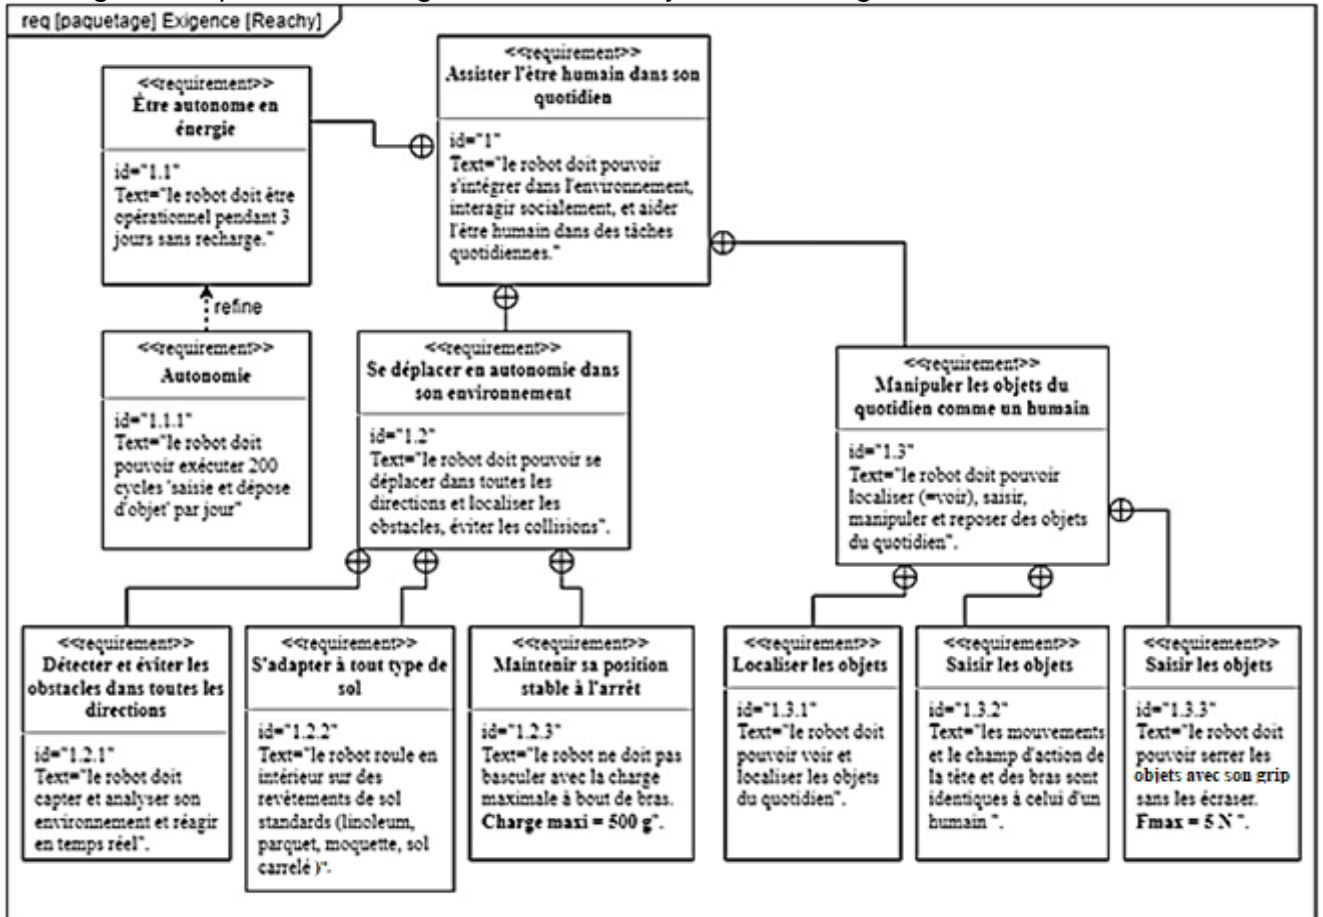 req [paquetage] Exigence [Reachy]
<<requirement>>
Assister l'être humain dans son
quotidien
id="1"
Text="le robot doit pouvoir
s'intégrer dans l'environnement,
interagir socialement, et aider
l'être humain dans des tâches
quotidiennes."
<<requirement>>
Être autonome en
énergie
id="1.1"
Text="le robot doit être
opérationnel pendant 3
jours sans recharge."
refine
<<requirement>>
Autonomie
id="1.1.1"
Text="le robot doit
pouvoir exécuter 200
cycles 'saisie et dépose
d'objet' par jour"
<<requirement>>
Se déplacer en autonomie dans
son environnement
id="1.2"
Text="le robot doit pouvoir se
déplacer dans toutes les
directions et localiser les
obstacles, éviter les collisions".
<<requirement>>
Manipuler les objets du
quotidien comme un humain
id="1.3"
Text="le robot doit pouvoir
localiser (=voir), saisir,
manipuler et reposer des objets
du quotidien".
<<requirement>>
Détecter et éviter les
obstacles dans toutes les
directions
id="1.2.1"
Text="le robot doit
capter et analyser son
environnement et réagir
en temps réel".
<<requirement>>
S'adapter à tout type de
sol
id="1.2.2"
Text="le robot roule en
intérieur sur des
revêtements de sol
standards (linoleum,
parquet, moquette, sol
carrelé )".
<<requirement>>
Maintenir sa position
stable à l'arrêt
id="1.2.3"
Text="le robot ne doit pas
basculer avec la charge
maximale à bout de bras.
Charge maxi = 500 g".
<<requirement>>
Localiser les objets
id="1.3.1"
Text="le robot doit
pouvoir voir et
localiser les objets
du quotidien".
<<requirement>>
Saisir les objets
id="1.3.2"
Text="les mouvements
et le champ d'action de
la tête et des bras sont
identiques à celui d'un
humain ".
<<requirement>>
Saisir les objets
id="1.3.3"
Text="le robot doit
pouvoir serrer les
objets avec son grip
sans les écraser.
Fmax = 5 N ".